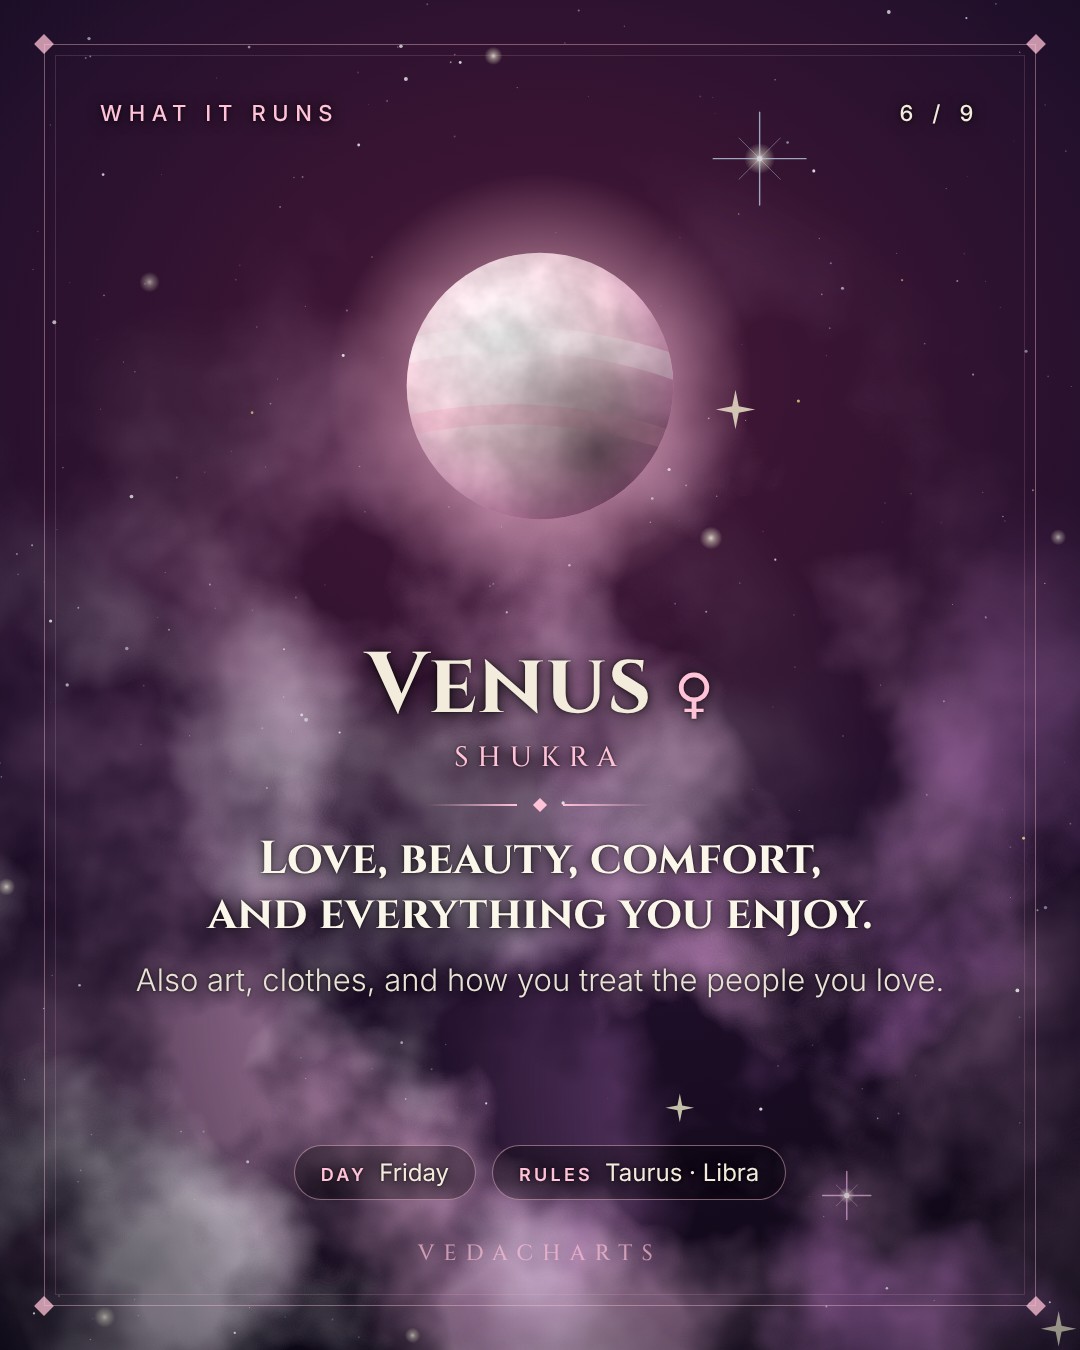 WHAT IT RUNS
6 / 9
Venus ♀
SHUKRA
Love, beauty, comfort,
and everything you enjoy.
Also art, clothes, and how you treat the people you love.
DAY Friday
RULES Taurus · Libra
VEDACHARTS